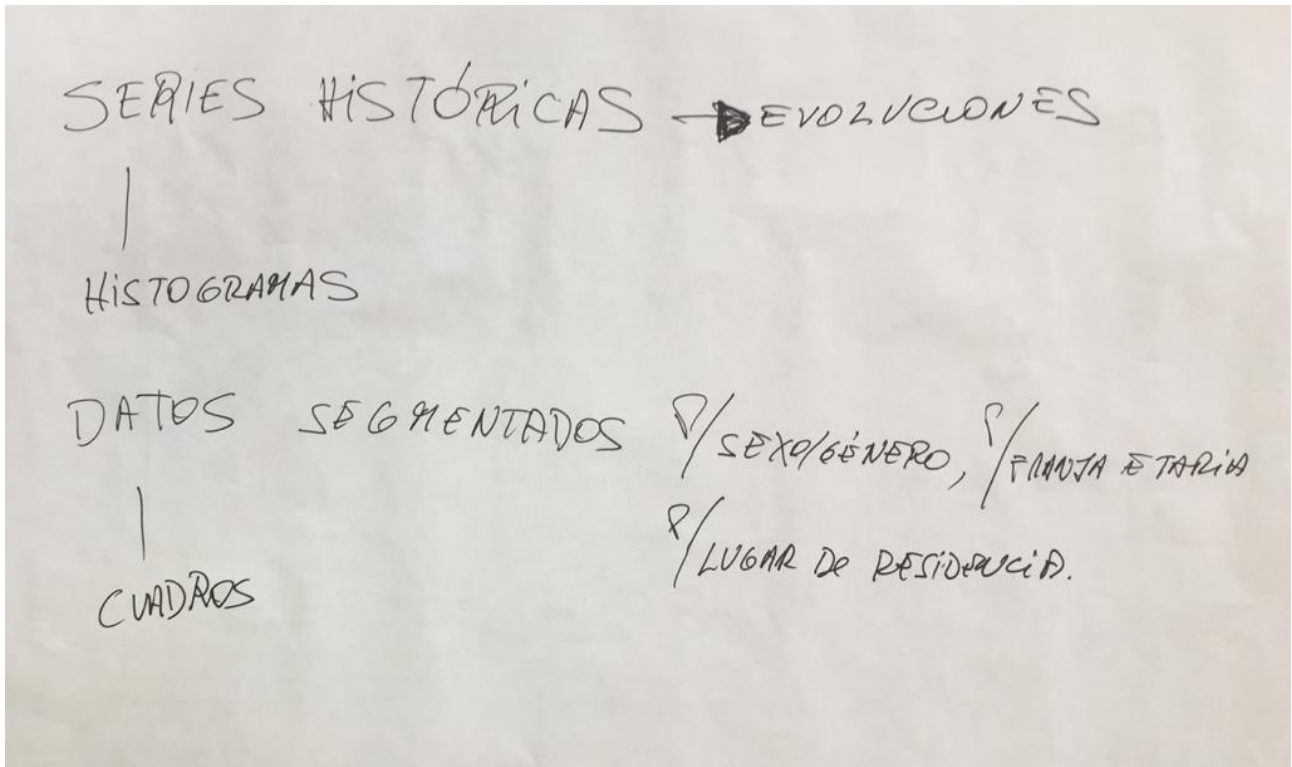 SERIES HISTÓRICAS → EVOLUCIONES
HISTOGRAMAS
DATOS SEGMENTADOS P/SEXO/GÉNERO, P/FRANJA ETARIA
P/LUGAR DE RESIDENCIA.
CUADROS